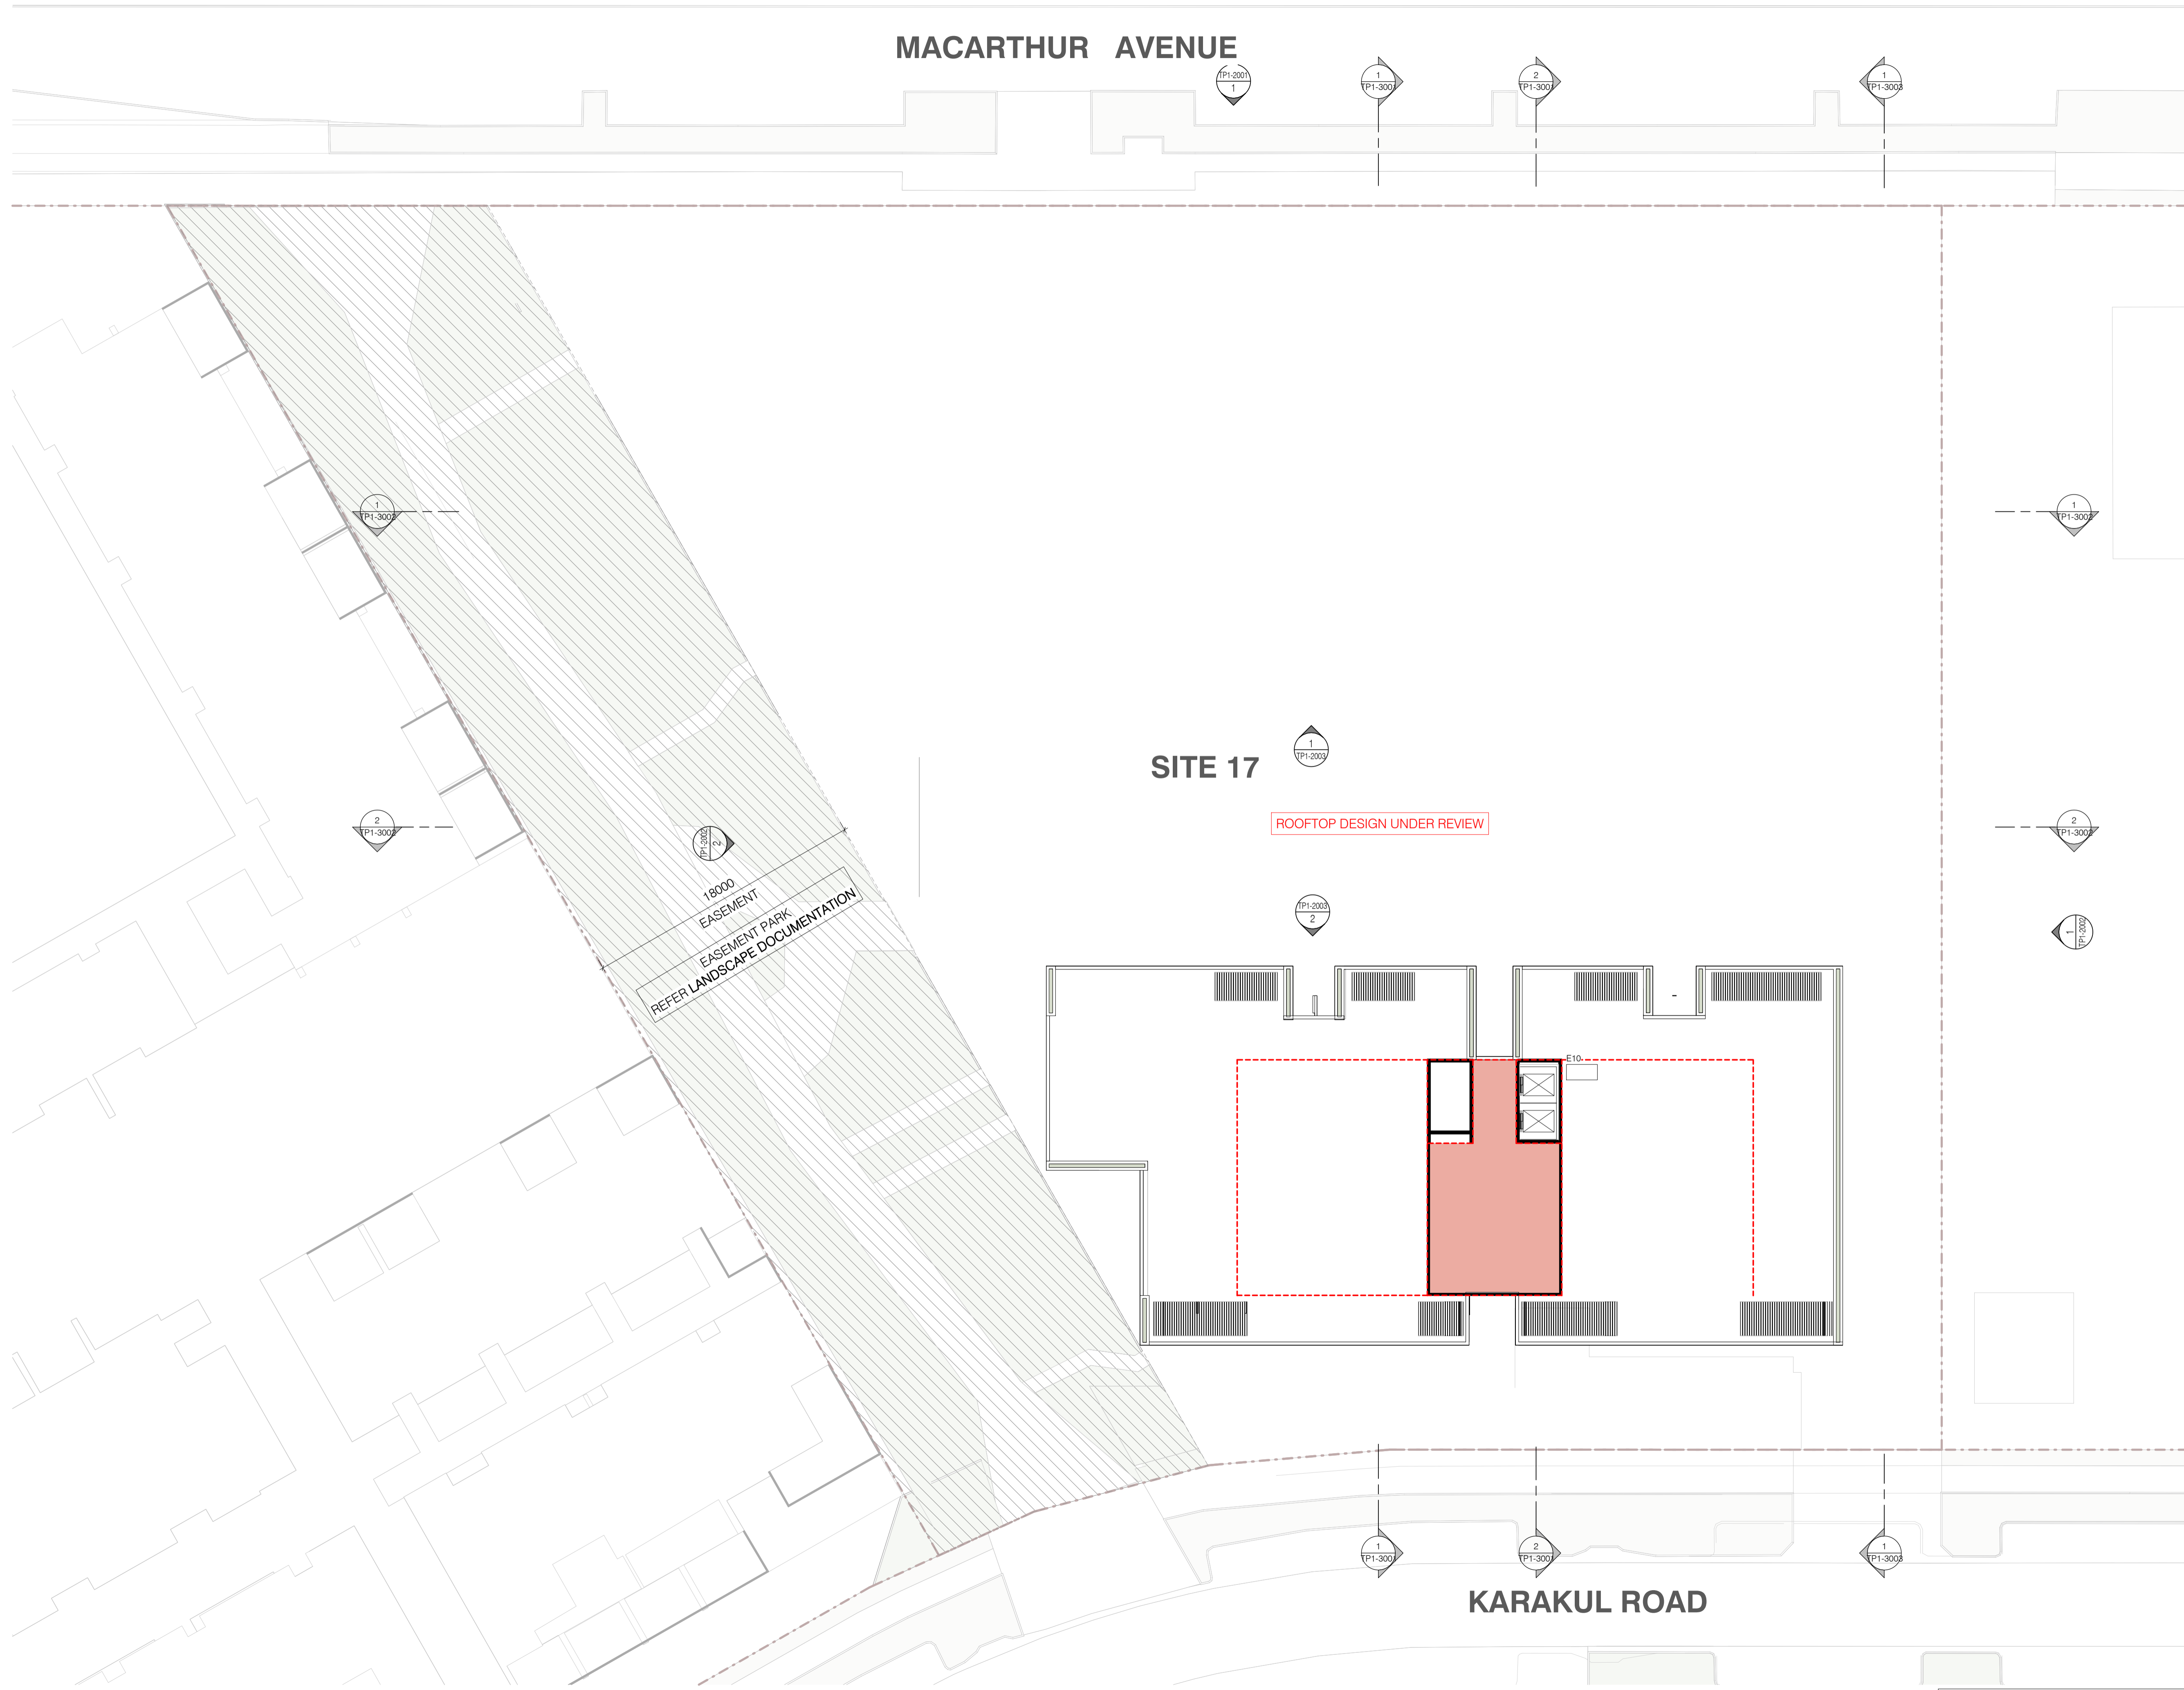 MACARTHUR AVENUE
TP1-2001
1
1
TP1-3001
2
TP1-3001
1
TP1-3003
1
TP1-3002
1
TP1-3002
SITE 17
1
TP1-2003
ROOFTOP DESIGN UNDER REVIEW
2
TP1-3002
2
TP1-3002
TP1-2002
2
18000
EASEMENT
EASEMENT PARK
REFER LANDSCAPE DOCUMENTATION
TP1-2003
2
1
TP1-2002
E10
1
TP1-3001
2
TP1-3001
1
TP1-3003
KARAKUL ROAD